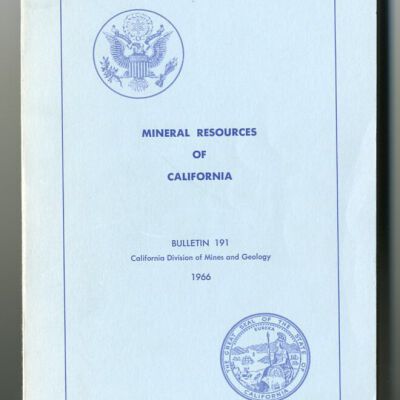 MINERAL RESOURCES
OF
CALIFORNIA
BULLETIN 191
California Division of Mines and Geology
1966
THE GREAT SEAL OF THE STATE OF CALIFORNIA
EUREKA